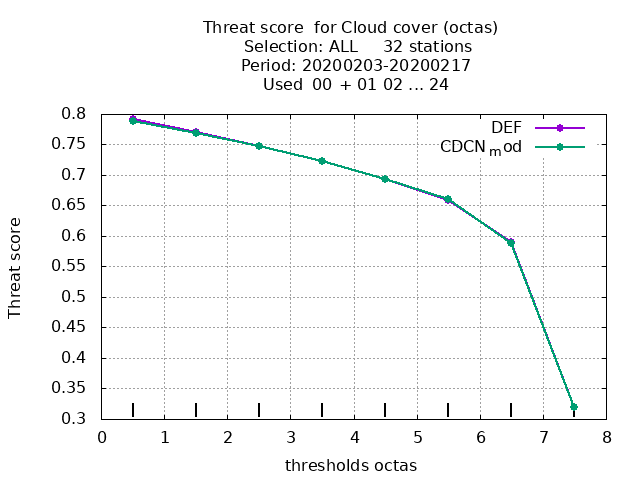 Threat score  for Cloud cover (octas)
Selection: ALL     32 stations
Period: 20200203-20200217
Used  00  + 01 02 ... 24
DEF
CDCNmod
0.8
0.75
0.7
0.65
0.6
0.55
0.5
0.45
0.4
0.35
0.3
Threat score
0 1 2 3 4 5 6 7 8
thresholds octas